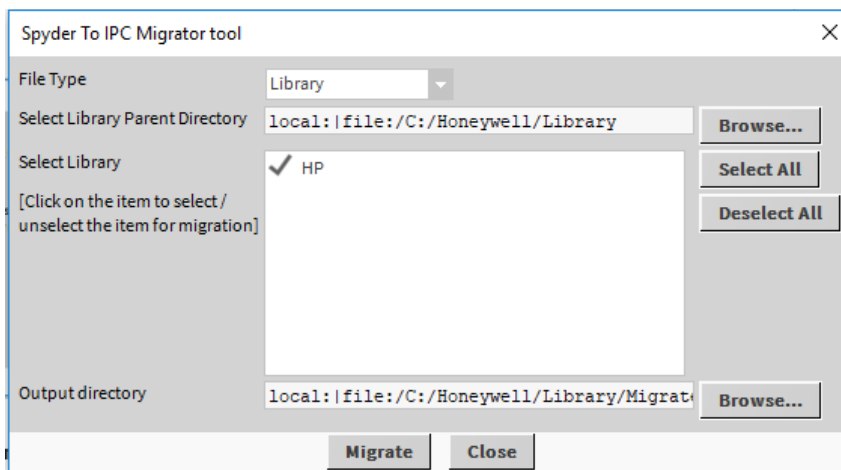 Spyder To IPC Migrator tool
File Type
Library
Select Library Parent Directory
local:|file:/C:/Honeywell/Library
Browse...
Select Library
HP
Select All
[Click on the item to select /
unselect the item for migration]
Deselect All
Output directory
local:|file:/C:/Honeywell/Library/Migrate
Browse...
Migrate
Close